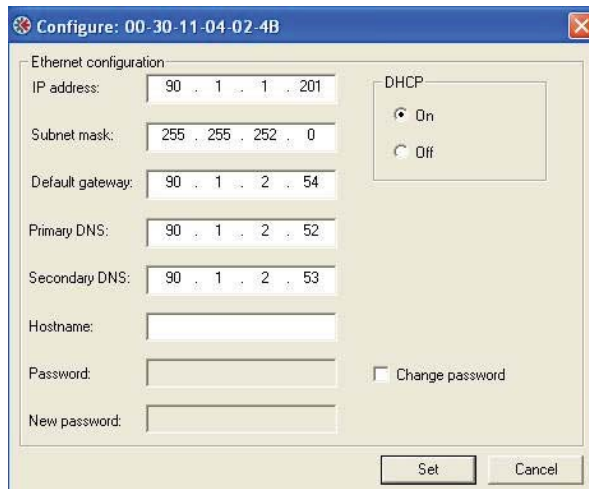 Configure: 00-30-11-04-02-4B
Ethernet configuration
IP address: 90 . 1 . 1 . 201
DHCP
On
Subnet mask: 255 . 255 . 252 . 0
Off
Default gateway: 90 . 1 . 2 . 54
Primary DNS: 90 . 1 . 2 . 52
Secondary DNS: 90 . 1 . 2 . 53
Hostname:
Password:
Change password
New password:
Set Cancel